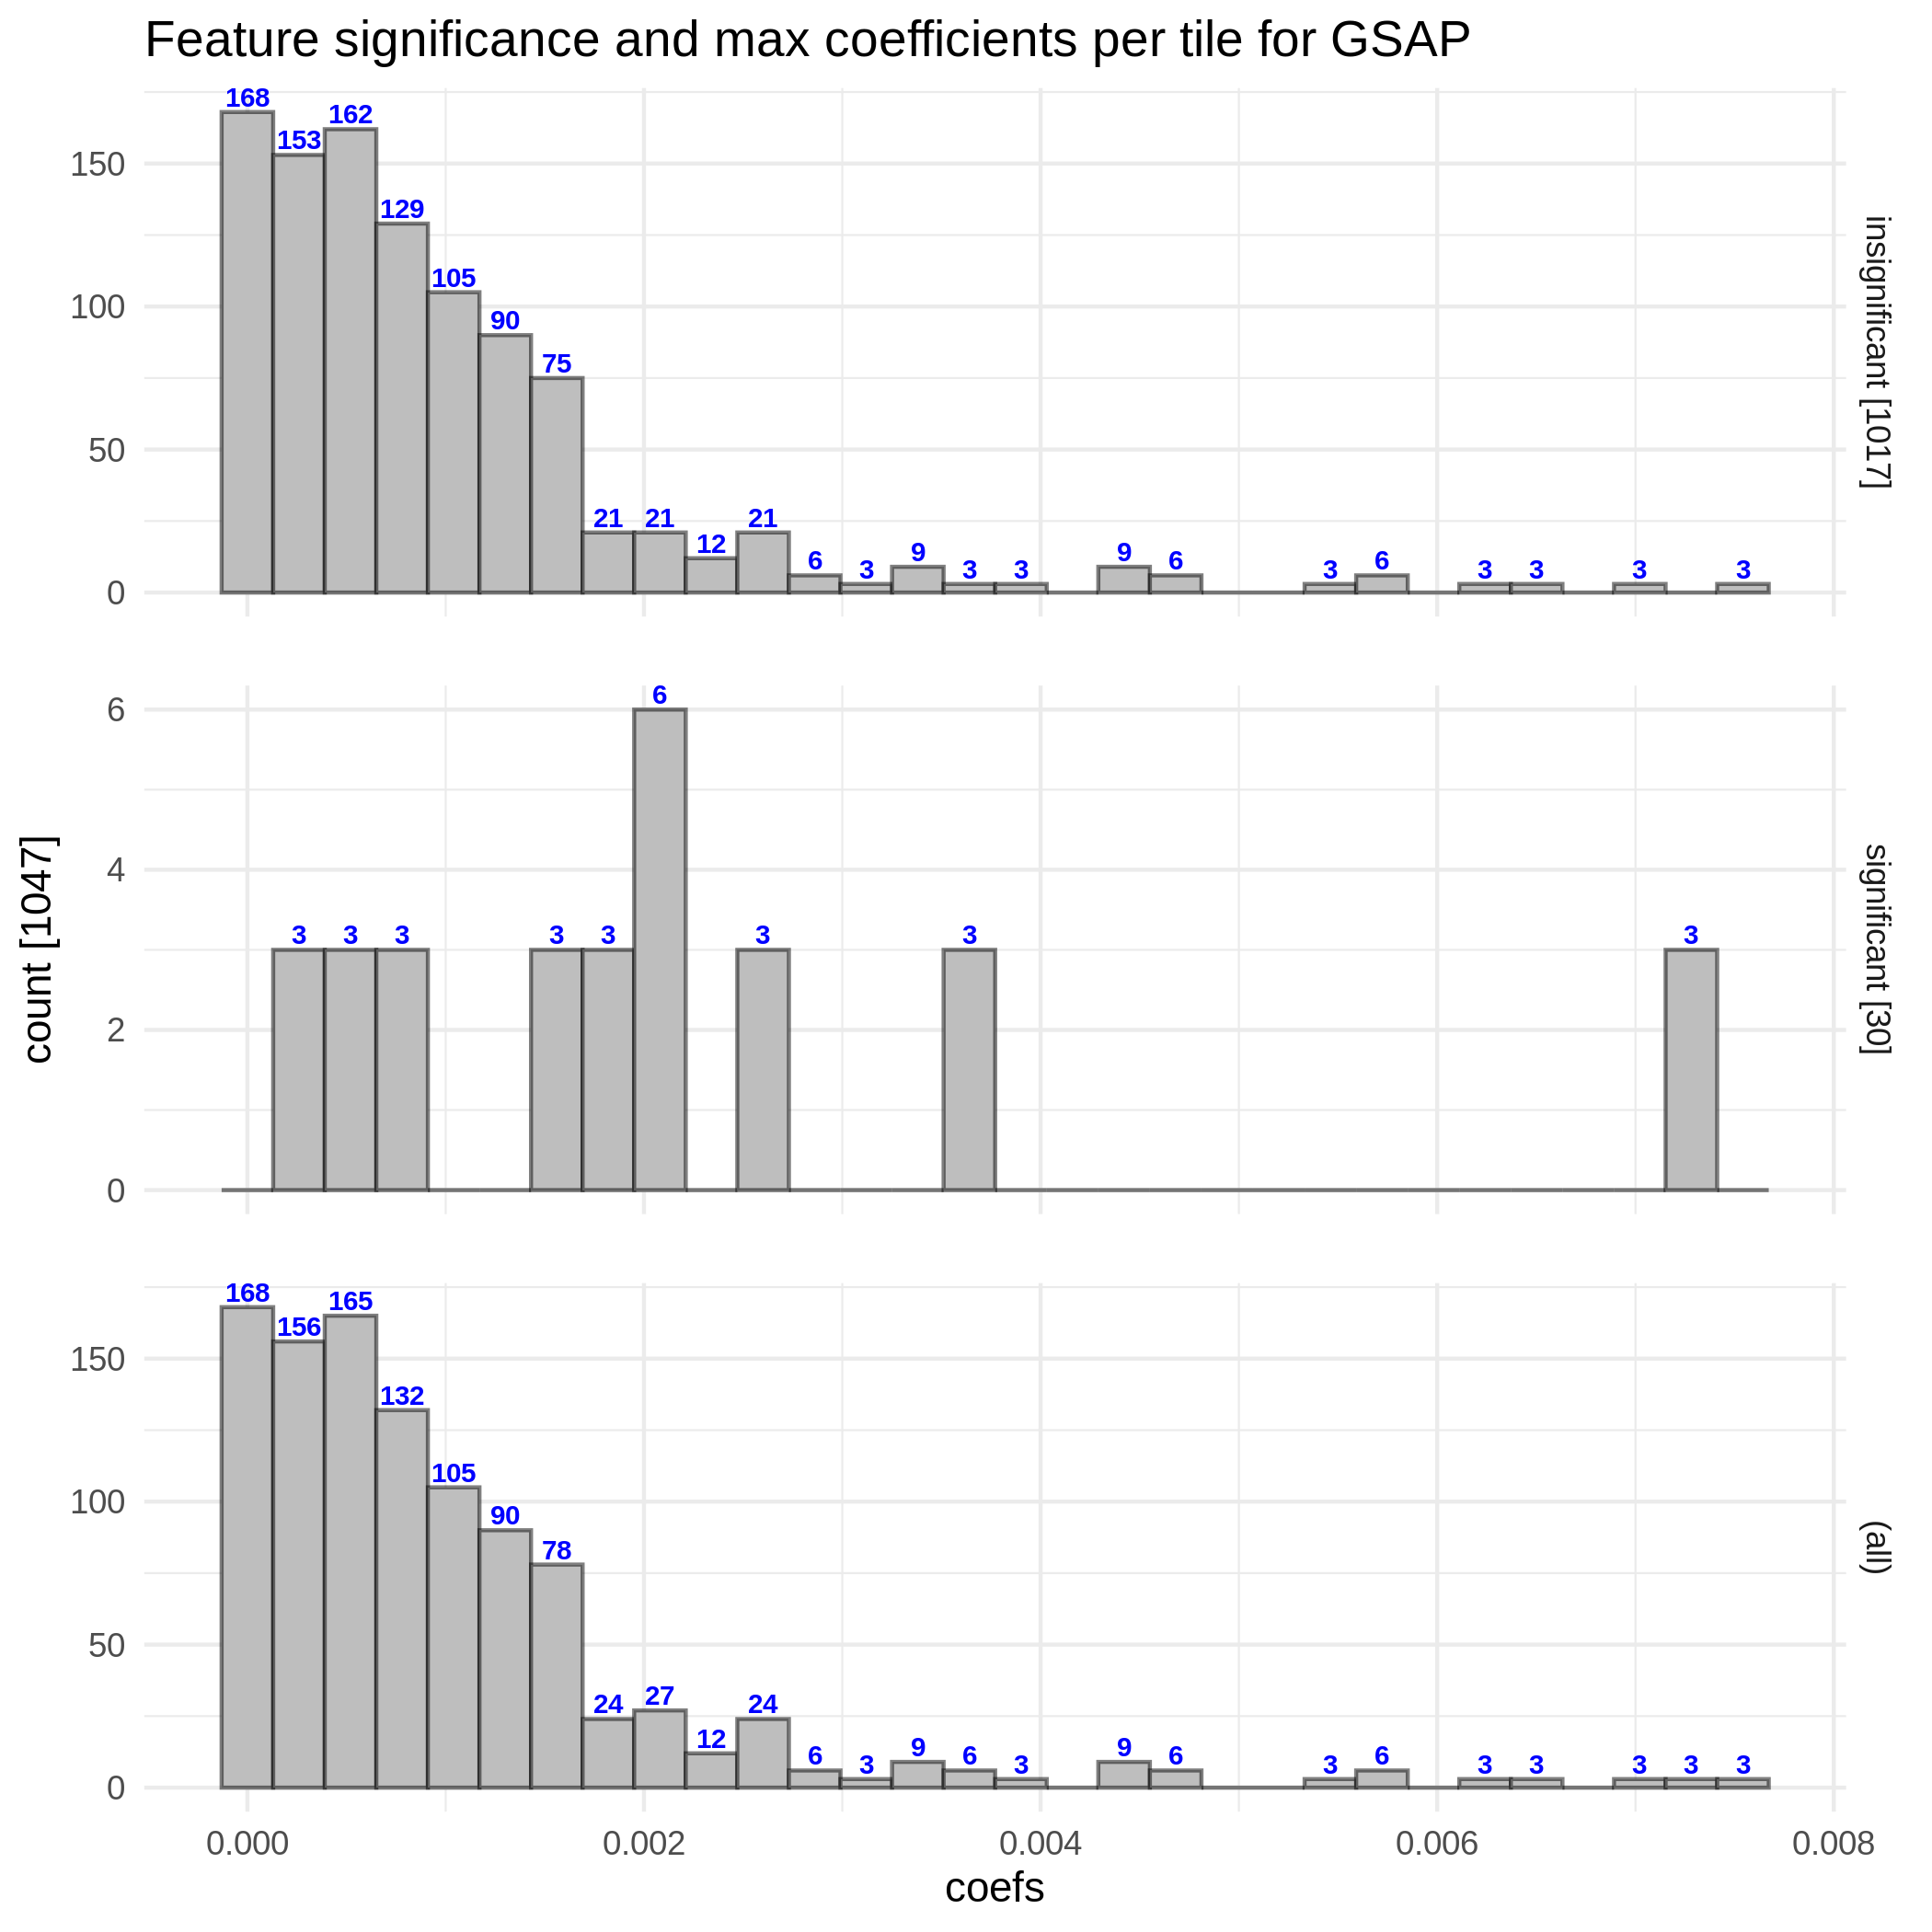 Feature significance and max coefficients per tile for GSAP
168 153 162 129 105 90 75 21 21 12 21 6 3 9 3 3 9 6 3 6 3 3 3 3
150
100
50
0
insignificant [1017]
3 3 3 3 3 6 3 3 3
6
4
2
0
significant [30]
count [1047]
168 156 165 132 105 90 78 24 27 12 24 6 3 9 6 3 9 6 3 6 3 3 3 3 3
150
100
50
0
(all)
0.000 0.002 0.004 0.006 0.008
coefs